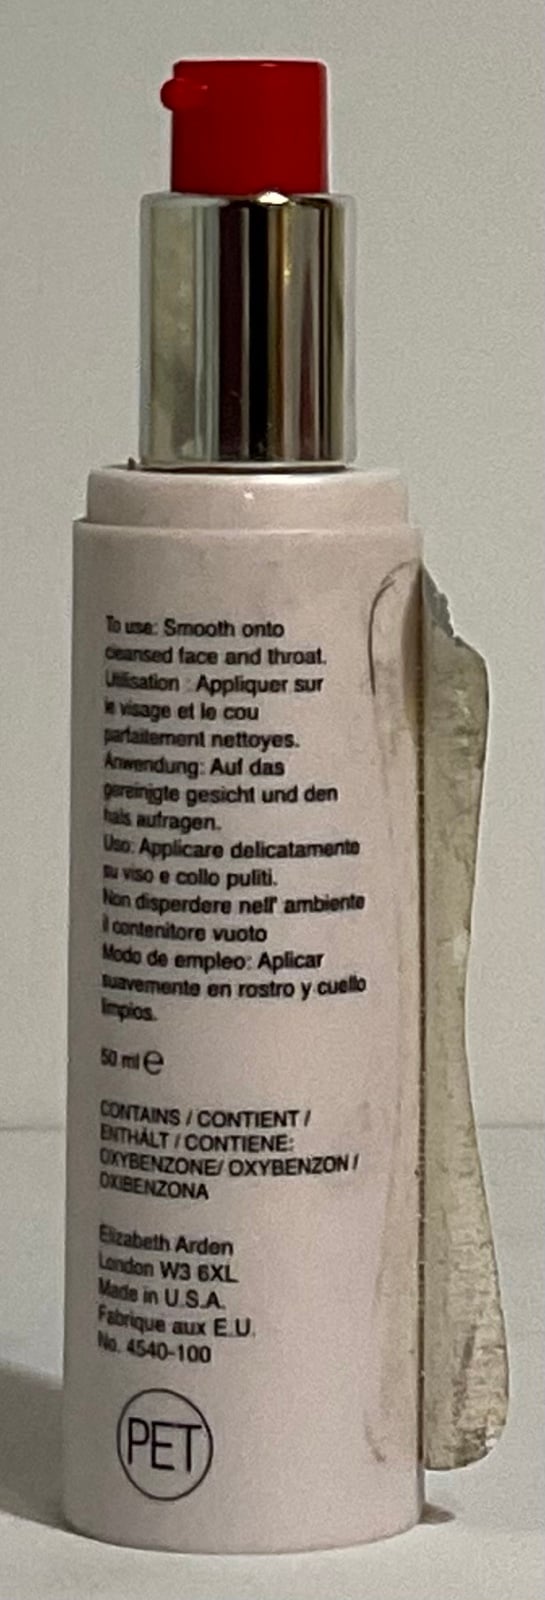 To use: Smooth onto
cleansed face and throat.
Utilisation : Appliquer sur
le visage et le cou
parfaitement nettoyes.
Anwendung: Auf das
gereinigte gesicht und den
hals aufragen.
Uso: Applicare delicatamente
su viso e collo puliti.
Non disperdere nell' ambiente
il contenitore vuoto
Modo de empleo: Aplicar
suavemente en rostro y cuello
limpios.
50 ml e
CONTAINS / CONTIENT /
ENTHÄLT / CONTIENE:
OXYBENZONE/ OXYBENZON /
OXIBENZONA
Elizabeth Arden
London W3 6XL
Made in U.S.A.
Fabrique aux E.U.
No. 4540-100
PET